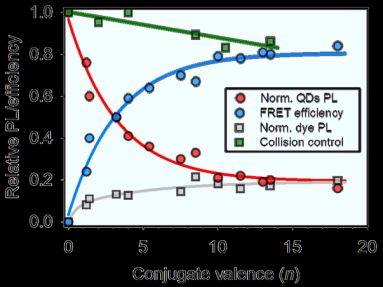 Relative PL/efficiency
1.0
0.8
0.6
0.4
0.2
0.0
Norm. QDs PL
FRET efficiency
Norm. dye PL
Collision control
0 5 10 15 20
Conjugate valence (n)